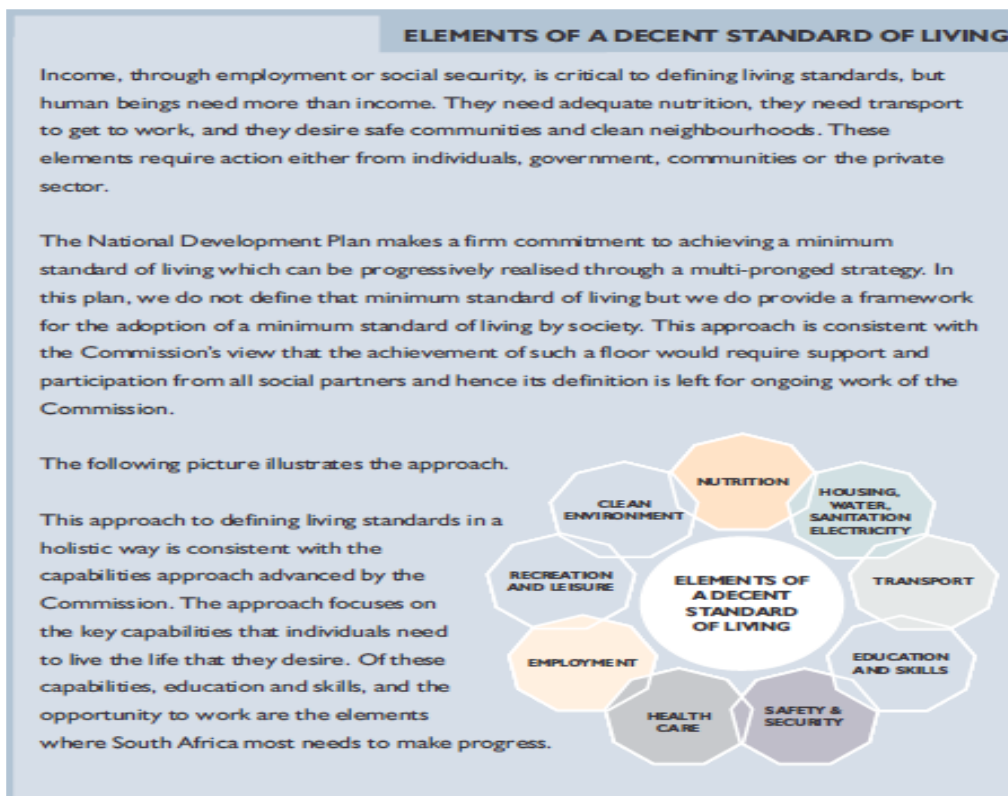 ELEMENTS OF A DECENT STANDARD OF LIVING
Income, through employment or social security, is critical to defining living standards, but
human beings need more than income. They need adequate nutrition, they need transport
to get to work, and they desire safe communities and clean neighbourhoods. These
elements require action either from individuals, government, communities or the private
sector.
The National Development Plan makes a firm commitment to achieving a minimum
standard of living which can be progressively realised through a multi-pronged strategy. In
this plan, we do not define that minimum standard of living but we do provide a framework
for the adoption of a minimum standard of living by society. This approach is consistent with
the Commission's view that the achievement of such a floor would require support and
participation from all social partners and hence its definition is left for ongoing work of the
Commission.
The following picture illustrates the approach.
This approach to defining living standards in a
holistic way is consistent with the
capabilities approach advanced by the
Commission. The approach focuses on
the key capabilities that individuals need
to live the life that they desire. Of these
capabilities, education and skills, and the
opportunity to work are the elements
where South Africa most needs to make progress.
NUTRITION
HOUSING,
WATER,
SANITATION
ELECTRICITY
TRANSPORT
EDUCATION
AND SKILLS
SAFETY &
SECURITY
HEALTH
CARE
EMPLOYMENT
RECREATION
AND LEISURE
CLEAN
ENVIRONMENT
ELEMENTS OF
A DECENT
STANDARD
OF LIVING